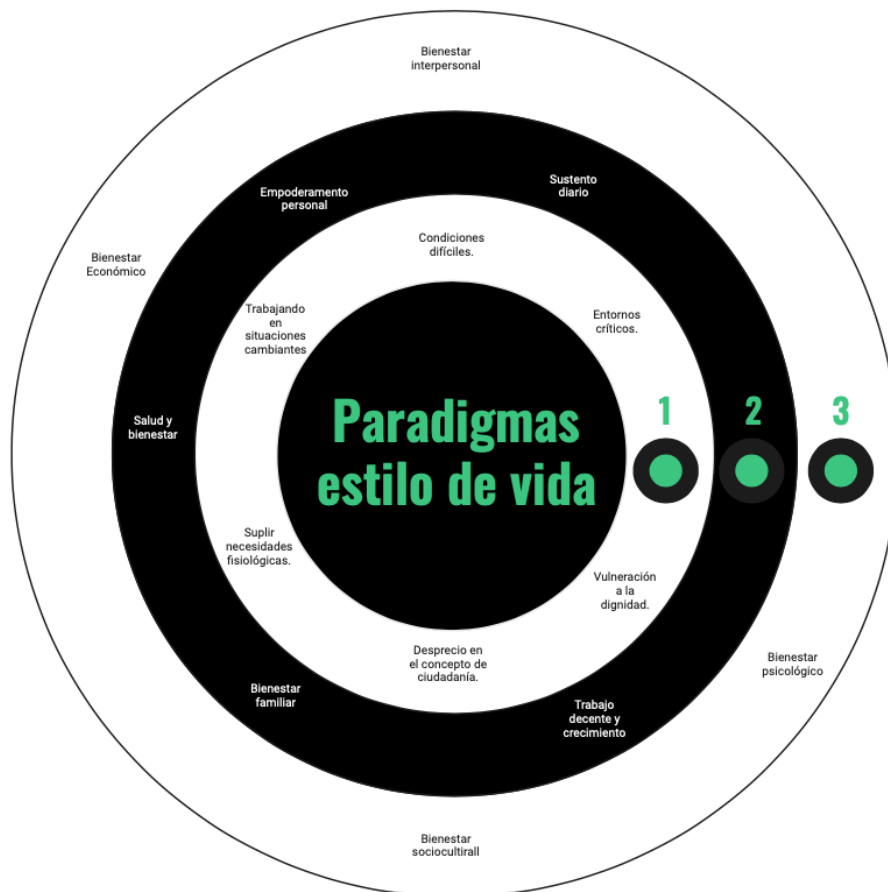 Bienestar
interpersonal
Empoderamento
personal
Sustento
diario
Bienestar
Económico
Condiciones
difíciles.
Trabajando
en
situaciones
cambiantes
Entornos
críticos.
Salud y
bienestar
Paradigmas
estilo de vida
1
2
3
Suplir
necesidades
fisiológicas.
Vulneración
a la
dignidad.
Desprecio en
el concepto de
ciudadanía.
Bienestar
psicológico
Bienestar
familiar
Trabajo
decente y
crecimiento
Bienestar
sociocultirall